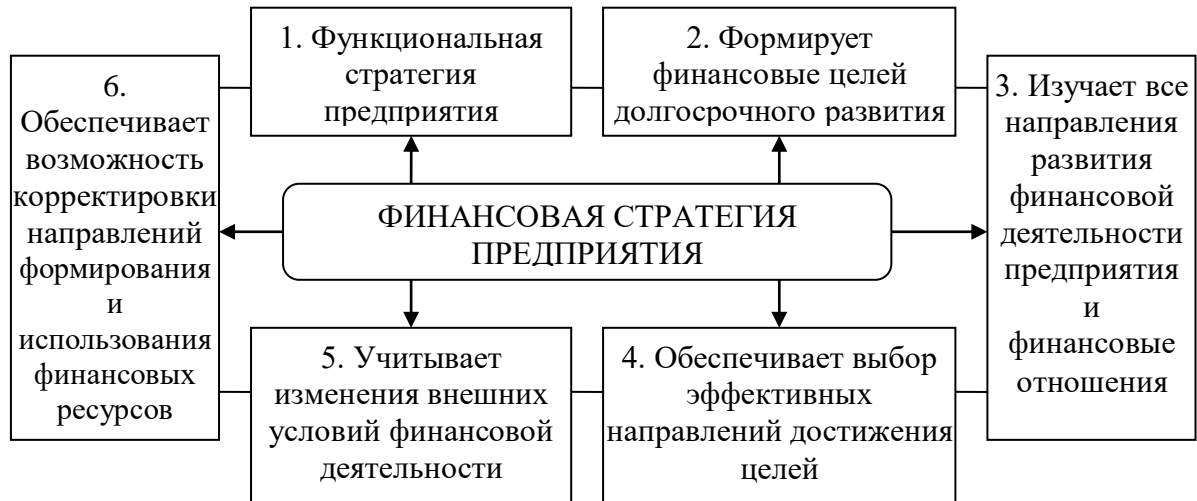 1. Функциональная
стратегия
предприятия
2. Формирует
финансовые целей
долгосрочного развития
3. Изучает все
направления
развития
финансовой
деятельности
предприятия
и
финансовые
отношения
ФИНАНСОВАЯ СТРАТЕГИЯ
ПРЕДПРИЯТИЯ
4. Обеспечивает выбор
эффективных
направлений достижения
целей
5. Учитывает
изменения внешних
условий финансовой
деятельности
6.
Обеспечивает
возможность
корректировки
направлений
формирования
и
использования
финансовых
ресурсов